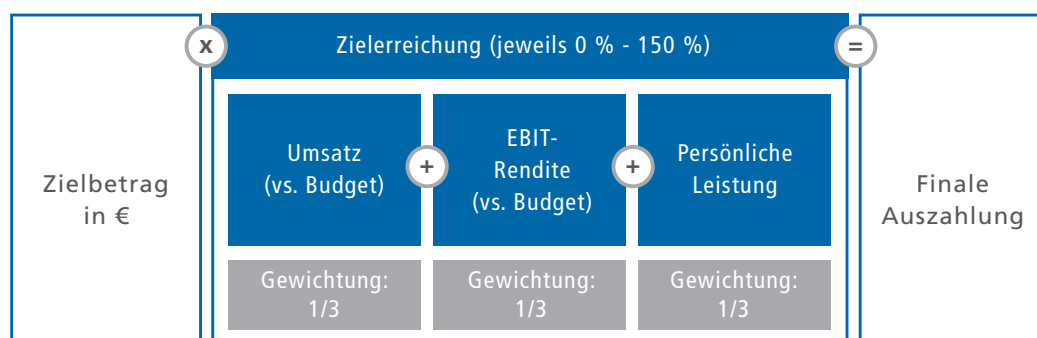 x
Zielerreichung (jeweils 0 % - 150 %)
=
Zielbetrag
in €
Umsatz
(vs. Budget)
+
EBIT-
Rendite
(vs. Budget)
+
Persönliche
Leistung
Finale
Auszahlung
Gewichtung:
1/3
Gewichtung:
1/3
Gewichtung:
1/3